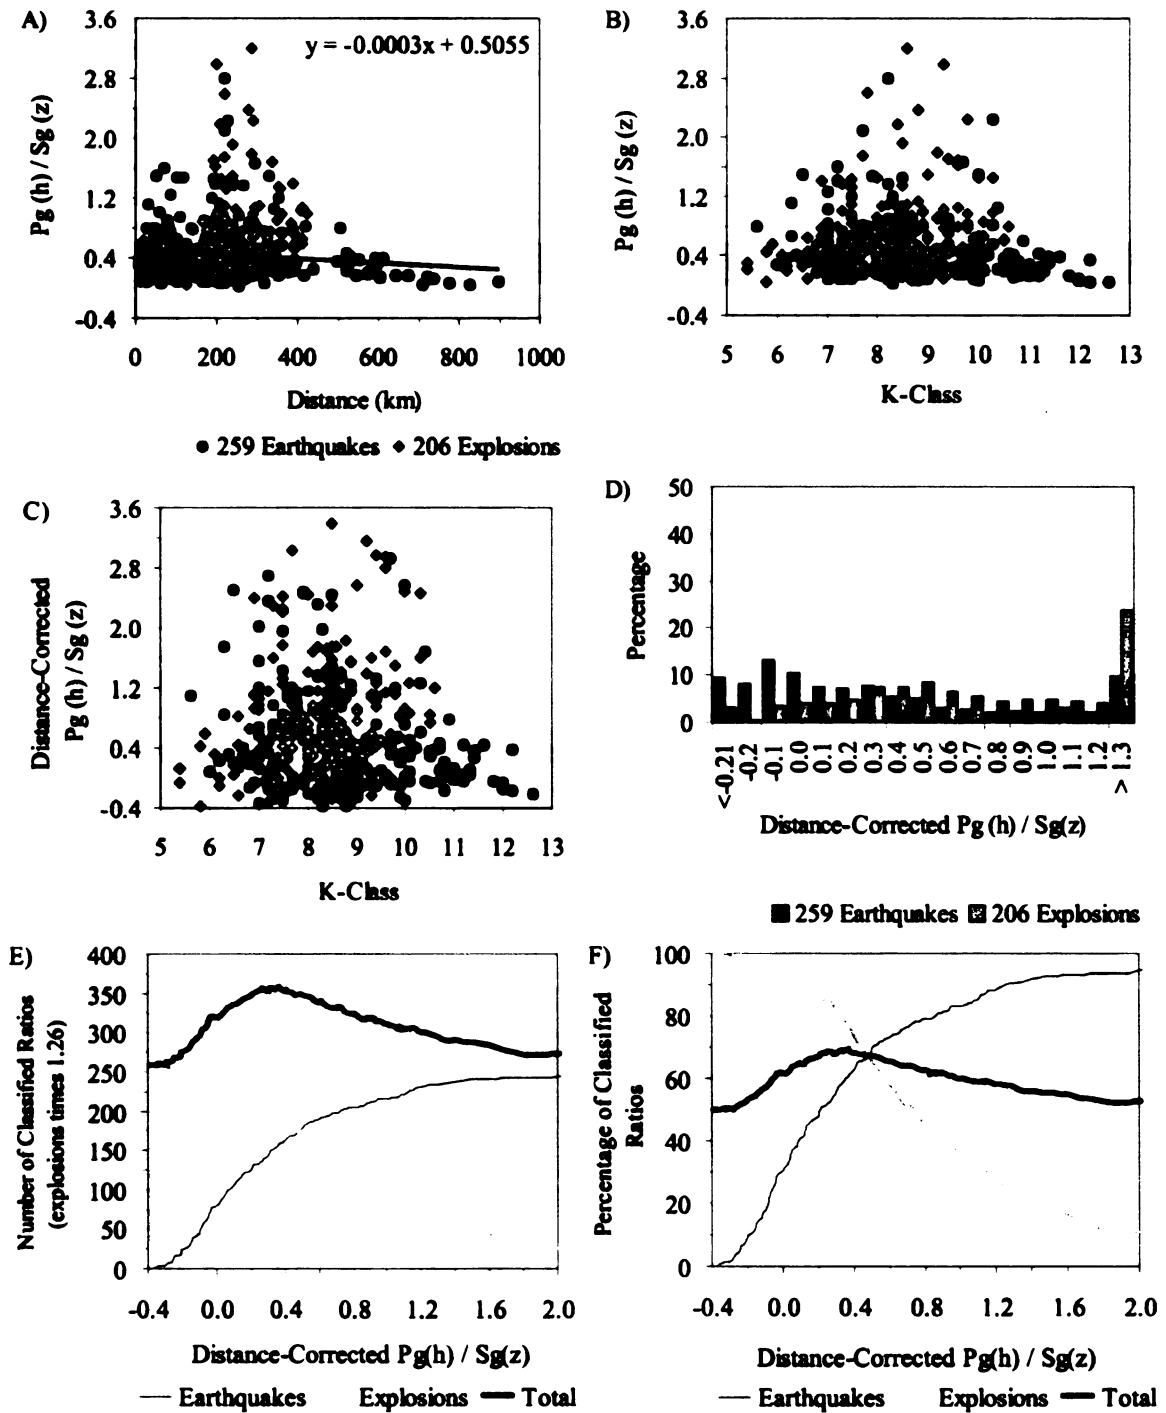 A)
Pg (h) / Sg (z)
3.6
2.8
2.0
1.2
0.4
-0.4
y = -0.0003x + 0.5055
0 200 400 600 800 1000
Distance (km)
● 259 Earthquakes ◆ 206 Explosions
B)
Pg (h) / Sg (z)
3.6
2.8
2.0
1.2
0.4
-0.4
5 6 7 8 9 10 11 12 13
K-Class
C)
Distance-Corrected
Pg (h) / Sg (z)
3.6
2.8
2.0
1.2
0.4
-0.4
5 6 7 8 9 10 11 12 13
K-Class
D)
Percentage
50
40
30
20
10
0
<-0.21 -0.2 -0.1 0.0 0.1 0.2 0.3 0.4 0.5 0.6 0.7 0.8 0.9 1.0 1.1 1.2 > 1.3
Distance-Corrected Pg (h) / Sg(z)
259 Earthquakes 206 Explosions
E)
Number of Classified Ratios
(explosions times 1.26)
400
350
300
250
200
150
100
50
0
-0.4 0.0 0.4 0.8 1.2 1.6 2.0
Distance-Corrected Pg(h) / Sg(z)
Earthquakes Explosions Total
F)
Percentage of Classified
Ratios
100
80
60
40
20
0
-0.4 0.0 0.4 0.8 1.2 1.6 2.0
Distance-Corrected Pg(h) / Sg(z)
Earthquakes Explosions Total